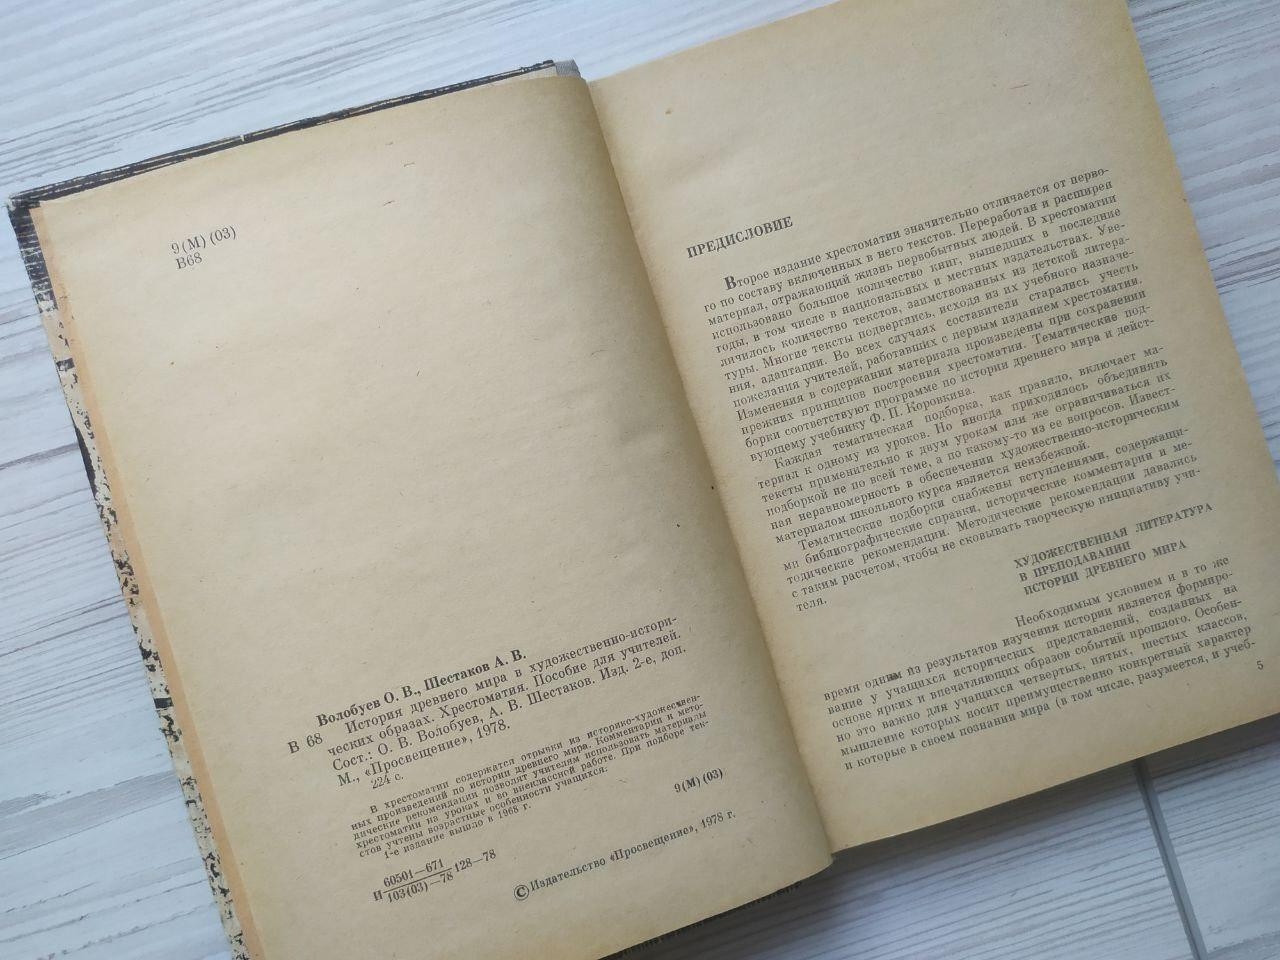 9(М)(03)
В68
Волобуев О. В., Шестаков А. В.
В 68 История древнего мира в художественно-истори-
ческих образах. Хрестоматия. Пособие для учителей.
Сост.: О. В. Волобуев, А. В. Шестаков. Изд. 2-е, доп.
М., «Просвещение», 1978.
224 с.
В хрестоматии содержатся отрывки из историко-художествен-
ных произведений по истории древнего мира. Комментарии и мето-
дические рекомендации позволят учителям использовать материалы
хрестоматии на уроках и во внеклассной работе. При подборе тек-
стов учтены возрастные особенности учащихся.
1-е издание вышло в 1968 г.
60501—671
И 128—78
103(03)—78
9(М)(03)
© Издательство «Просвещение», 1978 г.
ПРЕДИСЛОВИЕ
Второе издание хрестоматии значительно отличается от перво-
го по составу включенных в него текстов. Переработан и расширен
материал, отражающий жизнь первобытных людей. В хрестоматии
использовано большое количество книг, вышедших в последние
годы, в том числе в национальных и местных издательствах. Уве-
личилось количество текстов, заимствованных из детской литера-
туры. Многие тексты подверглись, исходя из их учебного назначе-
ния, адаптации. Во всех случаях составители старались учесть
пожелания учителей, работавших с первым изданием хрестоматии.
Изменения в содержании материала произведены при сохранении
прежних принципов построения хрестоматии. Тематические под-
борки соответствуют программе по истории древнего мира и дейст-
вующему учебнику Ф. П. Коровкина.
Каждая тематическая подборка, как правило, включает ма-
териал к одному из уроков. Но иногда приходилось объединять
тексты применительно к двум урокам или же ограничиваться их
подборкой не по всей теме, а по какому-то из ее вопросов. Извест-
ная неравномерность в обеспечении художественно-историческим
материалом школьного курса является неизбежной.
Тематические подборки снабжены вступлениями, содержащи-
ми библиографические справки, исторические комментарии и ме-
тодические рекомендации. Методические рекомендации давались
с таким расчетом, чтобы не сковывать творческую инициативу учи-
теля.
ХУДОЖЕСТВЕННАЯ ЛИТЕРАТУРА
В ПРЕПОДАВАНИИ
ИСТОРИИ ДРЕВНЕГО МИРА
Необходимым условием и в то же
время одним из результатов изучения истории является формиро-
вание у учащихся исторических представлений, созданных на
основе ярких и впечатляющих образов событий прошлого. Особен-
но это важно для учащихся четвертых, пятых, шестых классов,
мышление которых носит преимущественно конкретный характер
и которые в своем познании мира (в том числе, разумеется, и учеб-
5